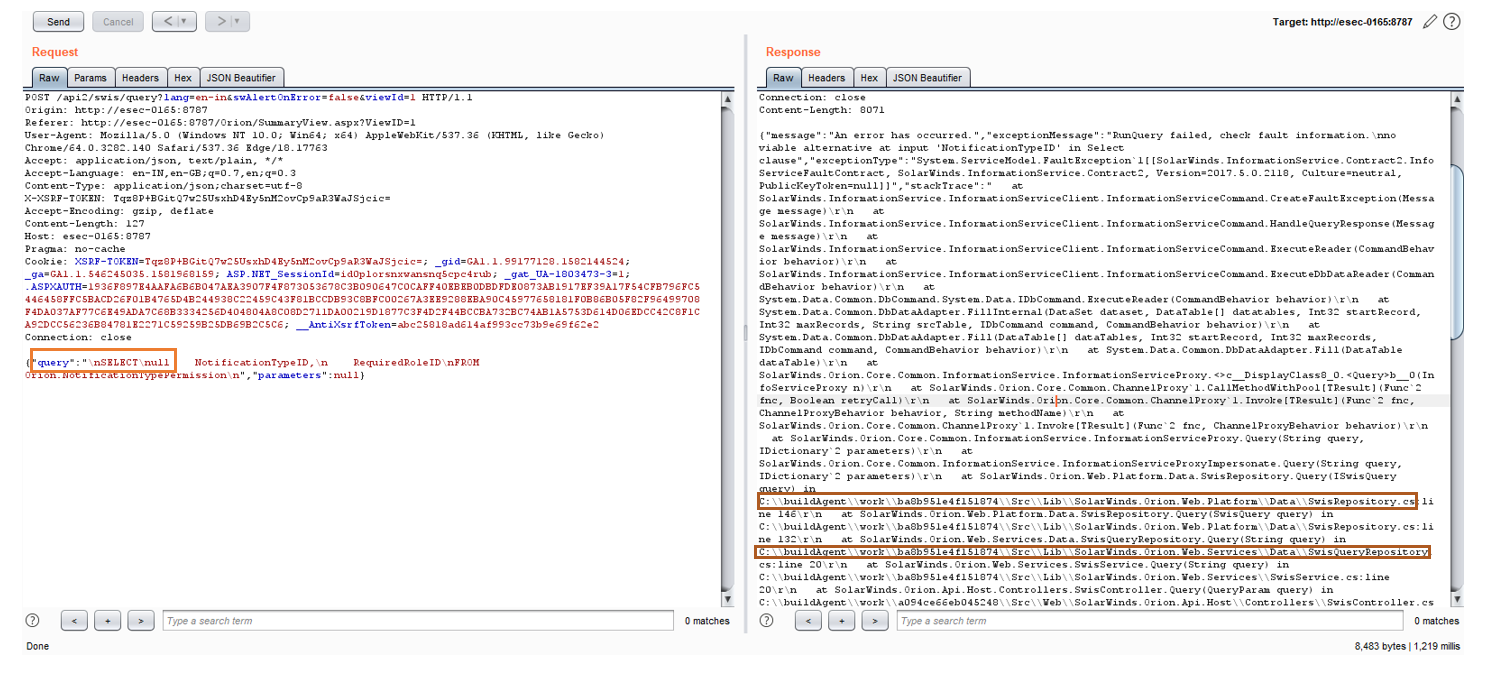 Send
Cancel
<
>
Target: http://esec-0165:8787
?
Request
Raw
Params
Headers
Hex
JSON Beautifier
POST /api2/swis/query?lang=en-in&swAlertOnError=false&viewId=1 HTTP/1.1
Origin: http://esec-0165:8787
Referer: http://esec-0165:8787/Orion/SummaryView.aspx?ViewID=1
User-Agent: Mozilla/5.0 (Windows NT 10.0; Win64; x64) AppleWebKit/537.36 (KHTML, like Gecko)
Chrome/64.0.3282.140 Safari/537.36 Edge/18.17763
Accept: application/json, text/plain, */*
Accept-Language: en-IN,en-GB;q=0.7,en;q=0.3
Content-Type: application/json;charset=utf-8
X-XSRF-TOKEN: Tqz8P+BGitQ7w25UsxhD4Ey5nM2ovCp9aR3WaJSjcic=
Accept-Encoding: gzip, deflate
Content-Length: 127
Host: esec-0165:8787
Pragma: no-cache
Cookie: XSRF-TOKEN=Tqz8P+BGitQ7w25UsxhD4Ey5nM2ovCp9aR3WaJSjcic=; _gid=GA1.1.99177128.1582144524;
_ga=GA1.1.546245035.1581968159; ASP.NET_SessionId=id0plorsnxwansnq5cpc4rub; _gat_UA-1803473-3=1;
Connection: close
{"query":"\nSELECT\null    NotificationTypeID,\n    RequiredRoleID\nFROM
Orion.NotificationTypePermission\n","parameters":null}
?
<
+
>
Type a search term
0 matches
Done
Response
Raw
Headers
Hex
JSON Beautifier
Connection: close
Content-Length: 8071
{"message":"An error has occurred.","exceptionMessage":"RunQuery failed, check fault information.\nno
viable alternative at input 'NotificationTypeID' in Select
clause","exceptionType":"System.ServiceModel.FaultException`1[[SolarWinds.InformationService.Contract2.Info
ServiceFaultContract, SolarWinds.InformationService.Contract2, Version=2017.5.0.2118, Culture=neutral,
PublicKeyToken=null]]","stackTrace":"   at
SolarWinds.InformationService.InformationServiceClient.InformationServiceCommand.CreateFaultException(Messa
ge message)\r\n   at
SolarWinds.InformationService.InformationServiceClient.InformationServiceCommand.HandleQueryResponse(Messag
e message)\r\n   at
SolarWinds.InformationService.InformationServiceClient.InformationServiceCommand.ExecuteReader(CommandBehav
ior behavior)\r\n   at
SolarWinds.InformationService.InformationServiceClient.InformationServiceCommand.ExecuteDbDataReader(Comman
dBehavior behavior)\r\n   at
System.Data.Common.DbCommand.System.Data.IDbCommand.ExecuteReader(CommandBehavior behavior)\r\n   at
System.Data.Common.DbDataAdapter.FillInternal(DataSet dataset, DataTable[] datatables, Int32 startRecord,
Int32 maxRecords, String srcTable, IDbCommand command, CommandBehavior behavior)\r\n   at
System.Data.Common.DbDataAdapter.Fill(DataTable[] dataTables, Int32 startRecord, Int32 maxRecords,
IDbCommand command, CommandBehavior behavior)\r\n   at System.Data.Common.DbDataAdapter.Fill(DataTable
dataTable)\r\n   at
SolarWinds.Orion.Core.Common.InformationService.InformationServiceProxy.<>c__DisplayClass8_0.<Query>b__0(In
foServiceProxy n)\r\n   at SolarWinds.Orion.Core.Common.ChannelProxy`1.CallMethodWithPool[TResult](Func`2
fnc, Boolean retryCall)\r\n   at SolarWinds.Orion.Core.Common.ChannelProxy`1.Invoke[TResult](Func`2 fnc,
ChannelProxyBehavior behavior, String methodName)\r\n   at
SolarWinds.Orion.Core.Common.ChannelProxy`1.Invoke[TResult](Func`2 fnc, ChannelProxyBehavior behavior)\r\n
at SolarWinds.Orion.Core.Common.InformationService.InformationServiceProxy.Query(String query,
IDictionary`2 parameters)\r\n   at
SolarWinds.Orion.Core.Common.InformationService.InformationServiceProxyImpersonate.Query(String query,
IDictionary`2 parameters)\r\n   at SolarWinds.Orion.Web.Platform.Data.SwisRepository.Query(ISwisQuery
query) in
C:\\buildAgent\\work\\ba8b951e4f151874\\Src\\Lib\\SolarWinds.Orion.Web.Platform\\Data\\SwisRepository.cs:li
ne 146\r\n   at SolarWinds.Orion.Web.Platform.Data.SwisRepository.Query(SwisQuery query) in
C:\\buildAgent\\work\\ba8b951e4f151874\\Src\\Lib\\SolarWinds.Orion.Web.Platform\\Data\\SwisRepository.cs:li
ne 132\r\n   at SolarWinds.Orion.Web.Services.Data.SwisQueryRepository.Query(String query) in
C:\\buildAgent\\work\\ba8b951e4f151874\\Src\\Lib\\SolarWinds.Orion.Web.Services\\Data\\SwisQueryRepository
cs:line 20\r\n   at SolarWinds.Orion.Web.Services.SwisService.Query(String query) in
C:\\buildAgent\\work\\ba8b951e4f151874\\Src\\Lib\\SolarWinds.Orion.Web.Services\\SwisService.cs:line
20\r\n   at SolarWinds.Orion.Api.Host.Controllers.SwisController.Query(QueryParam query) in
C:\\buildAgent\\work\\a094ce66eb045248\\Src\\Web\\SolarWinds.Orion.Api.Host\\Controllers\\SwisController.cs
?
<
+
>
Type a search term
0 matches
8,483 bytes | 1,219 millis